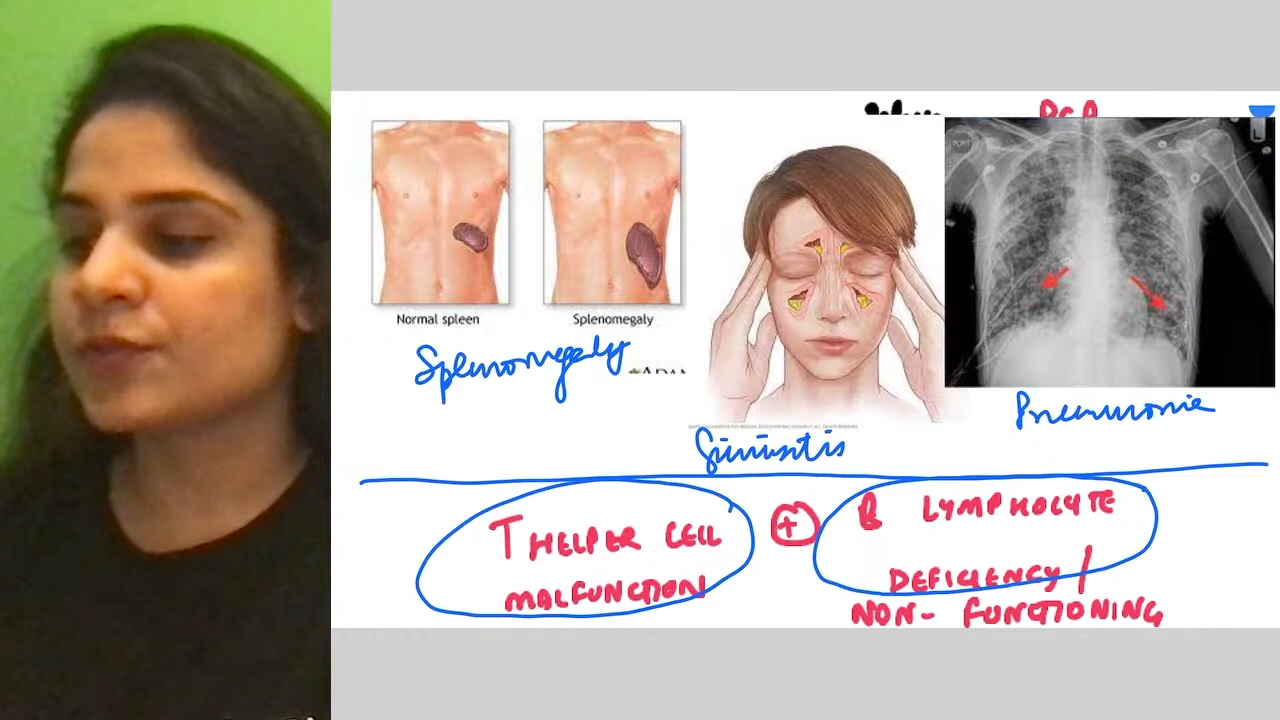 Normal spleen
Splenomegaly
Splenomegaly
Sinusitis
Pneumonia
T HELPER CELL
MALFUNCTION
+
B LYMPHOCYTE
DEFICIENCY /
NON- FUNCTIONING
L